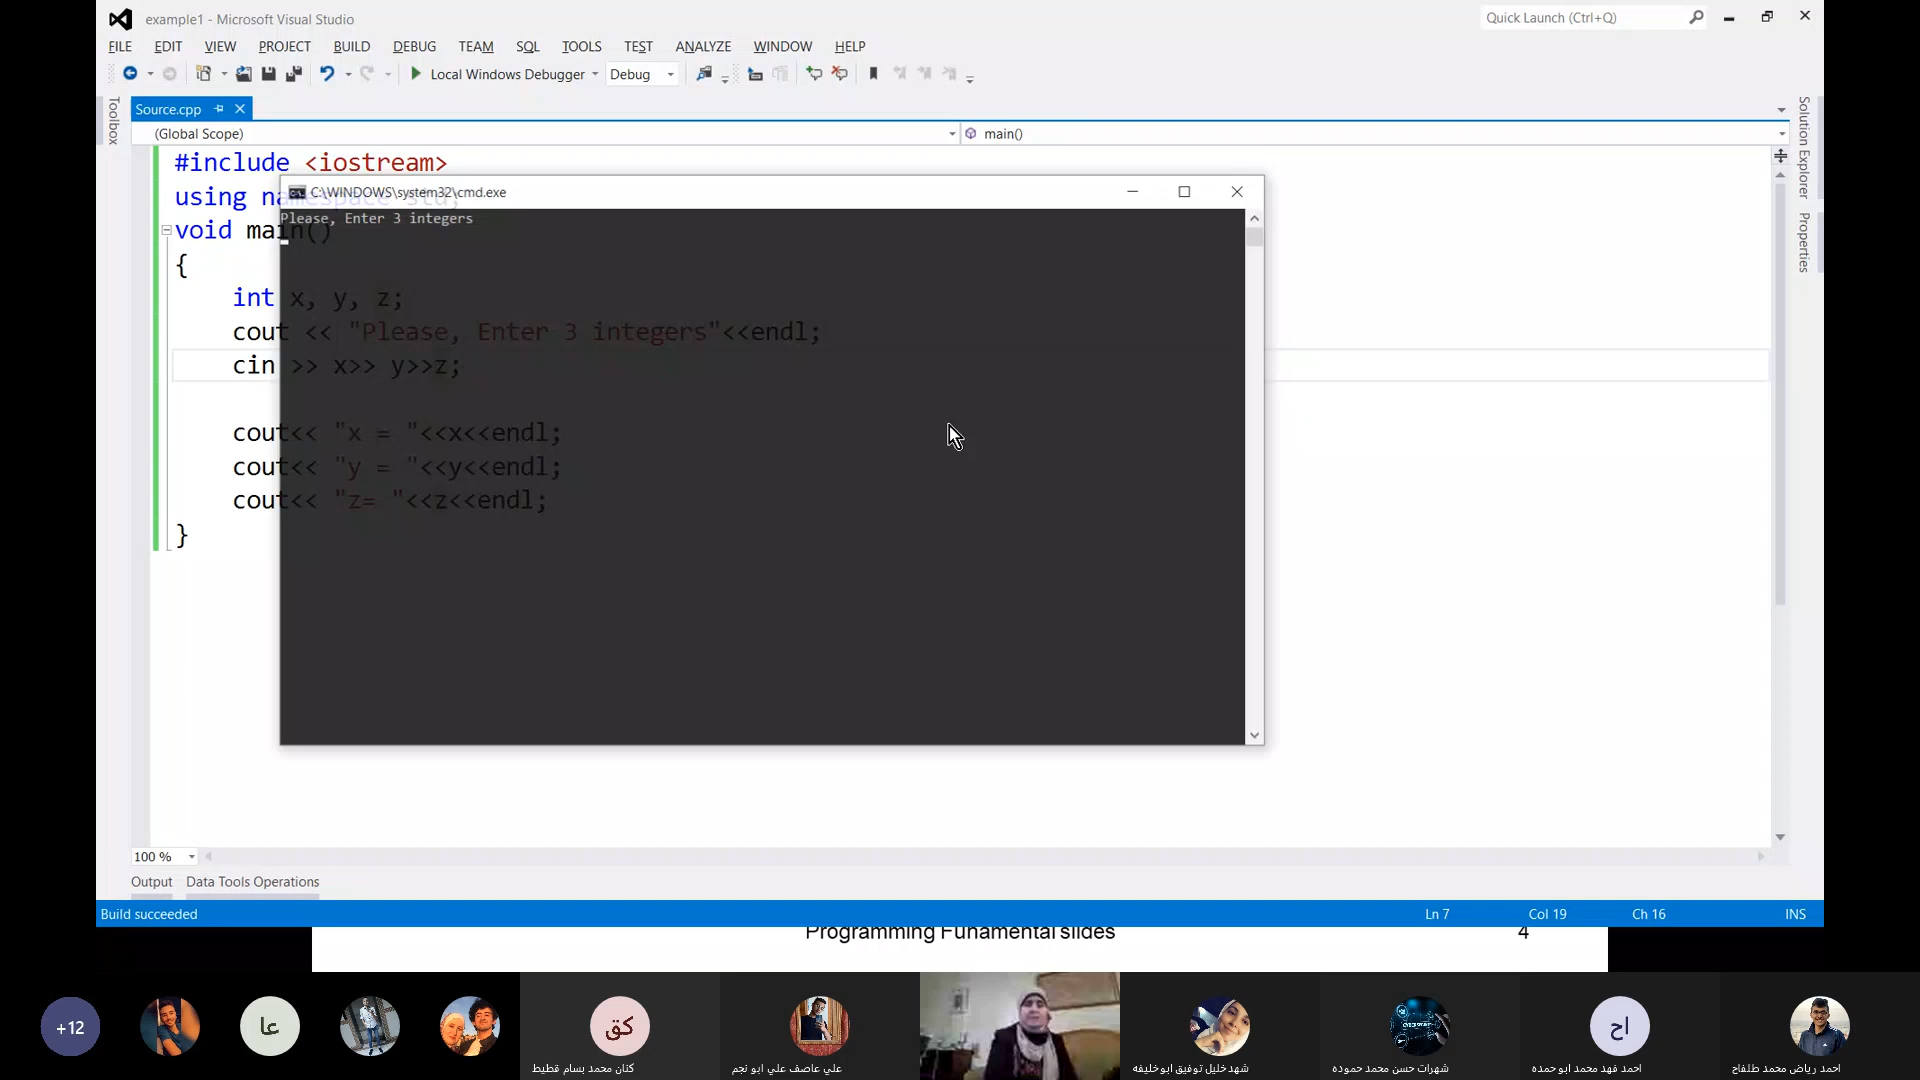 example1 - Microsoft Visual Studio
Quick Launch (Ctrl+Q)
FILE EDIT VIEW PROJECT BUILD DEBUG TEAM SQL TOOLS TEST ANALYZE WINDOW HELP
Local Windows Debugger Debug
Toolbox
Source.cpp
Solution Explorer
Properties
(Global Scope) main()
#include <iostream>
using namespace std;
C:\WINDOWS\system32\cmd.exe
Please, Enter 3 integers
void main()
{
int x, y, z;
cout << "Please, Enter 3 integers"<<endl;
cin >> x>> y>>z;
cout<< "x = "<<x<<endl;
cout<< "y = "<<y<<endl;
cout<< "z= "<<z<<endl;
}
100 %
Output Data Tools Operations
Build succeeded Ln 7 Col 19 Ch 16 INS
Programming Funamental slides 4
+12
عا
كق
اح
كنان محمد بسام قطيط
علي عاصف علي ابو نجم
شهد خليل توفيق ابو خليفه
شهرات حسن محمد حموده
احمد فهد محمد ابو حمده
احمد رياض محمد طلفاح